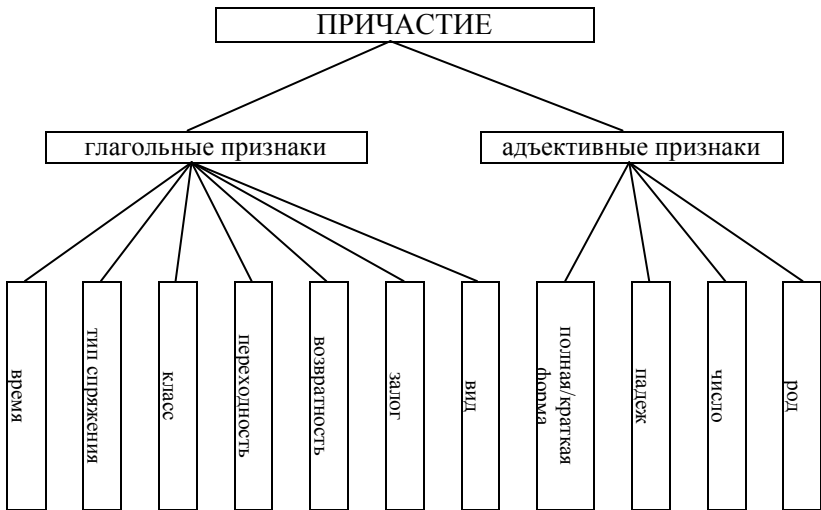 ПРИЧАСТИЕ
глагольные признаки
адъективные признаки
время
тип спряжения
класс
переходность
возвратность
залог
вид
полная/краткая
форма
падеж
число
род